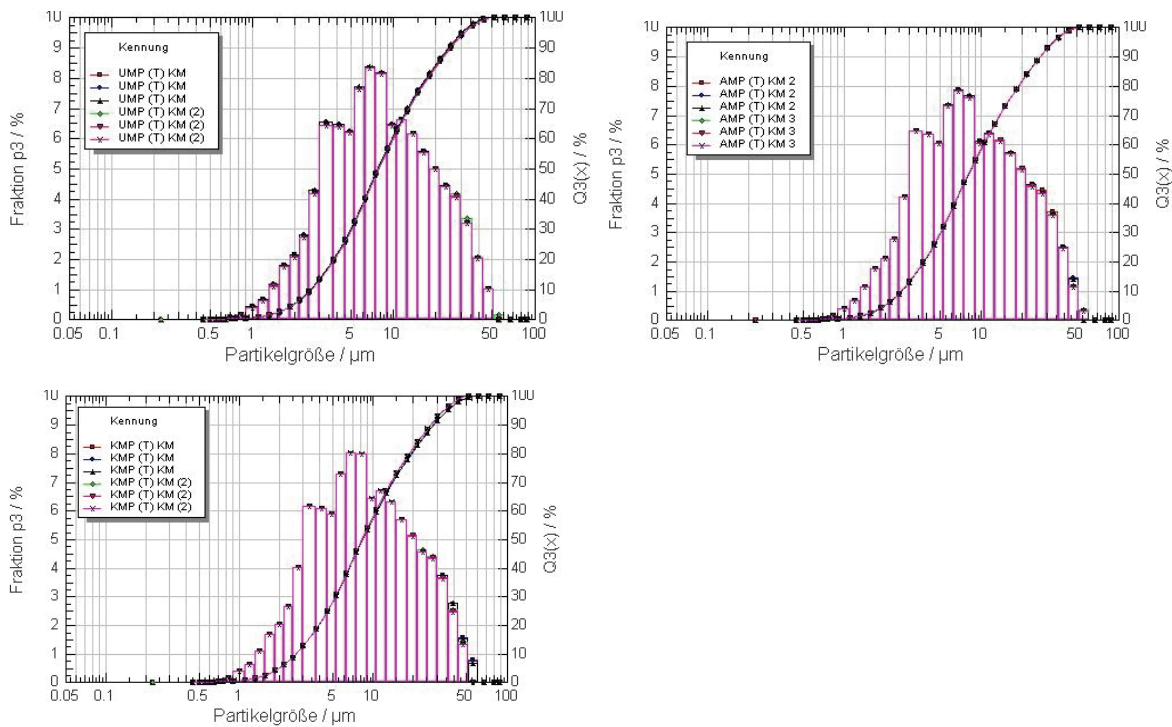 Fraktion p3 / %
10
9
8
7
6
5
4
3
2
1
0
Kennung
UMP (T) KM
UMP (T) KM
UMP (T) KM
UMP (T) KM (2)
UMP (T) KM (2)
UMP (T) KM (2)
100
90
80
70
60
50
40
30
20
10
0
Q3(x) / %
0.05 0.1 1 5 10 50 100
Partikelgröße / µm
Fraktion p3 / %
10
9
8
7
6
5
4
3
2
1
0
Kennung
AMP (T) KM 2
AMP (T) KM 2
AMP (T) KM 2
AMP (T) KM 3
AMP (T) KM 3
AMP (T) KM 3
100
90
80
70
60
50
40
30
20
10
0
Q3(x) / %
0.05 0.1 1 5 10 50 100
Partikelgröße / µm
Fraktion p3 / %
10
9
8
7
6
5
4
3
2
1
0
Kennung
KMP (T) KM
KMP (T) KM
KMP (T) KM
KMP (T) KM (2)
KMP (T) KM (2)
KMP (T) KM (2)
100
90
80
70
60
50
40
30
20
10
0
Q3(x) / %
0.05 0.1 1 5 10 50 100
Partikelgröße / µm